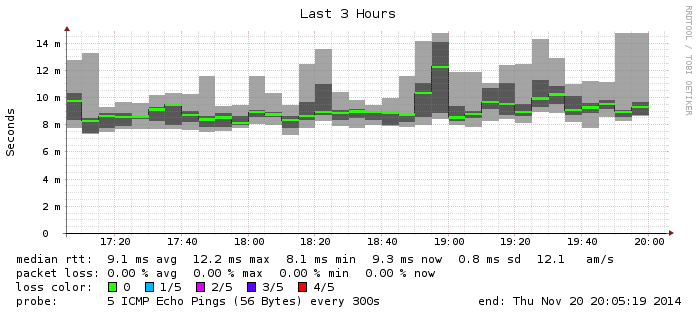 Last 3 Hours
RRDTOOL / TOBI OETIKER
Seconds
14 m
12 m
10 m
8 m
6 m
4 m
2 m
0
17:20 17:40 18:00 18:20 18:40 19:00 19:20 19:40 20:00
median rtt: 9.1 ms avg 12.2 ms max 8.1 ms min 9.3 ms now 0.8 ms sd 12.1 am/s
packet loss: 0.00 % avg 0.00 % max 0.00 % min 0.00 % now
loss color: 0 1/5 2/5 3/5 4/5
probe: 5 ICMP Echo Pings (56 Bytes) every 300s end: Thu Nov 20 20:05:19 2014